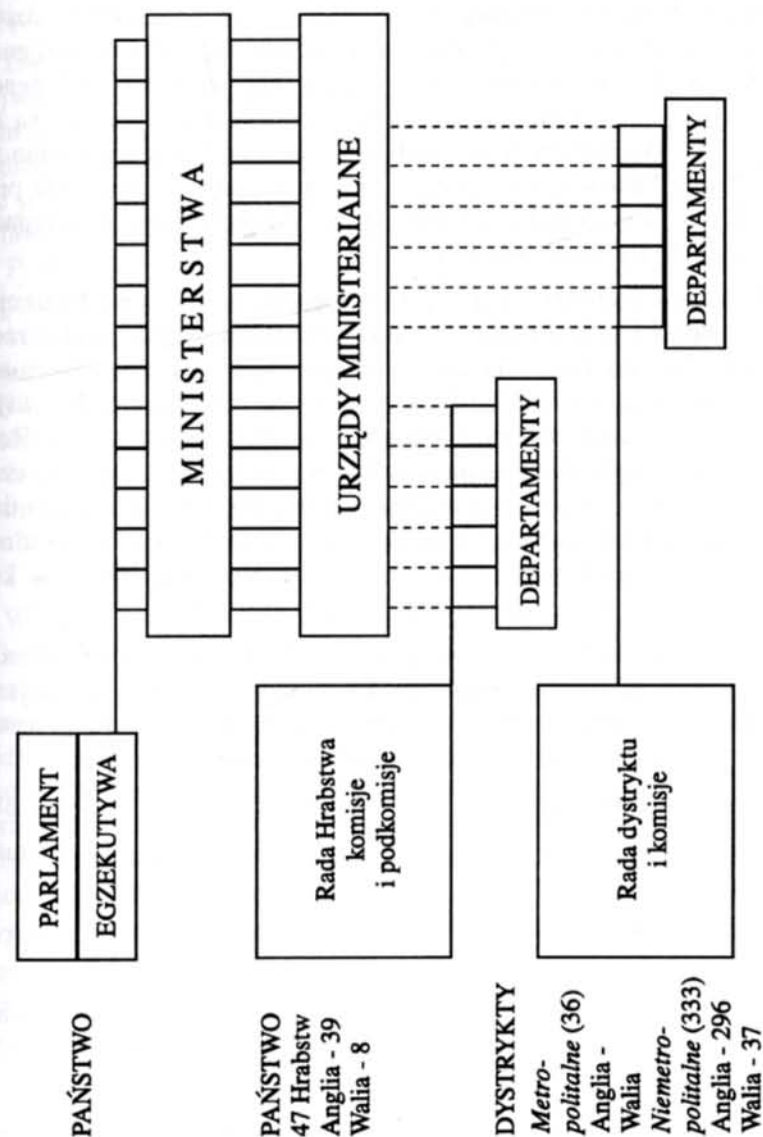 PAŃSTWO
PARLAMENT
EGZEKUTYWA
MINISTERSTWA
URZĘDY MINISTERIALNE
PAŃSTWO
47 Hrabstw
Anglia - 39
Walia - 8
Rada Hrabstwa
komisje
i podkomisje
DEPARTAMENTY
DYSTRYKTY
Metro-
politalne (36)
Anglia -
Walia
Niemetro-
politalne (333)
Anglia - 296
Walia - 37
Rada dystryktu
i komisje
DEPARTAMENTY